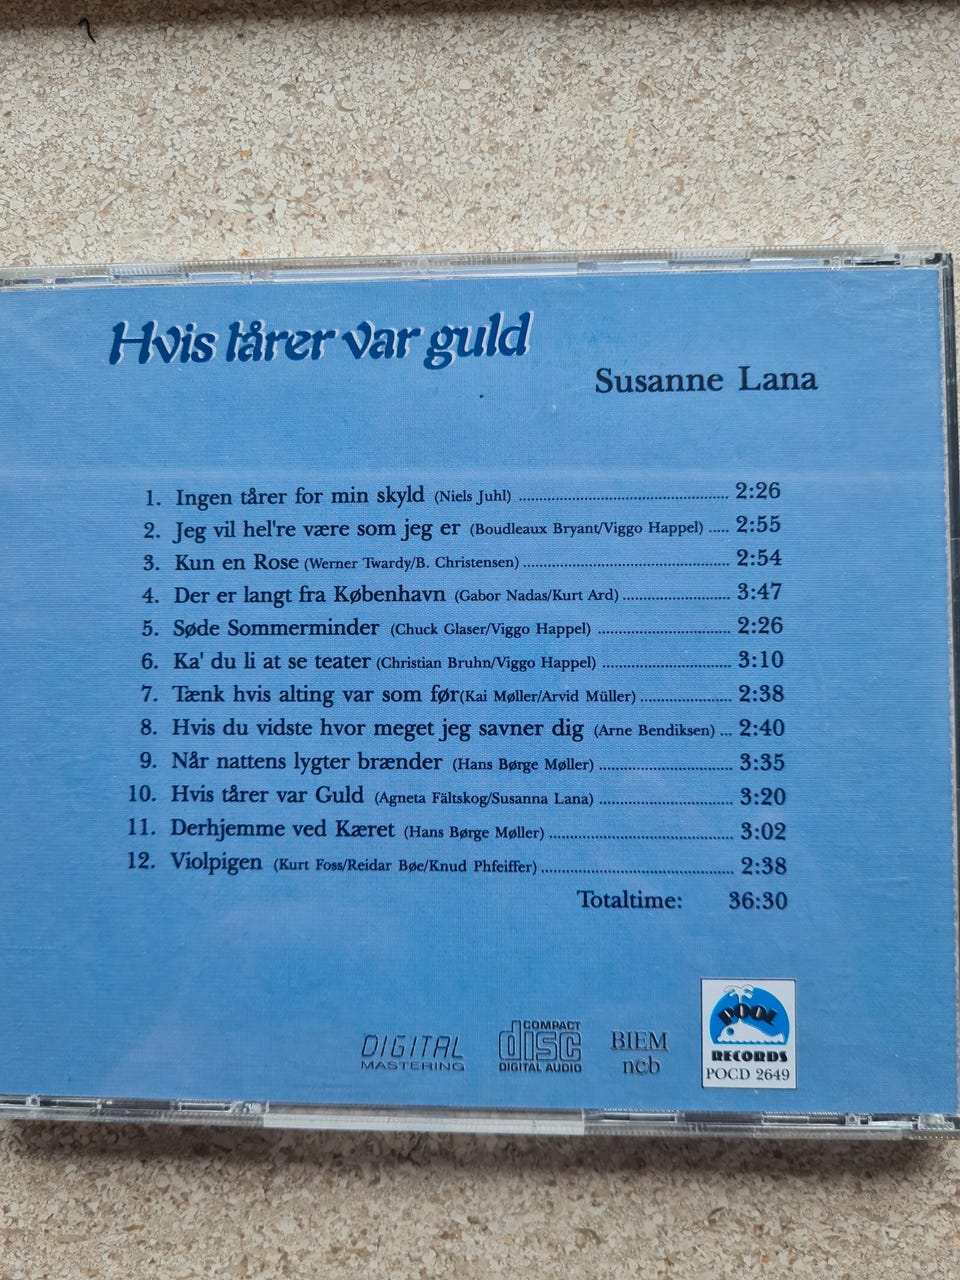 Hvis tårer var guld
Susanne Lana
1. Ingen tårer for min skyld (Niels Juhl) ........ 2:26
2. Jeg vil hel're være som jeg er (Boudleaux Bryant/Viggo Happel) ..... 2:55
3. Kun en Rose (Werner Twardy/B. Christensen) ........ 2:54
4. Der er langt fra København (Gabor Nadas/Kurt Ard) ........ 3:47
5. Søde Sommerminder (Chuck Glaser/Viggo Happel) ........ 2:26
6. Ka' du li at se teater (Christian Bruhn/Viggo Happel) ........ 3:10
7. Tænk hvis alting var som før(Kai Møller/Arvid Müller) ........ 2:38
8. Hvis du vidste hvor meget jeg savner dig (Arne Bendiksen) ... 2:40
9. Når nattens lygter brænder (Hans Børge Møller) ........ 3:35
10. Hvis tårer var Guld (Agneta Fältskog/Susanna Lana) ........ 3:20
11. Derhjemme ved Kæret (Hans Børge Møller) ........ 3:02
12. Violpigen (Kurt Foss/Reidar Bøe/Knud Phfeiffer) ........ 2:38
Totaltime: 36:30
DIGITAL
MASTERING
COMPACT
disc
DIGITAL AUDIO
BIEM
ncb
POOL
RECORDS
POCD 2649